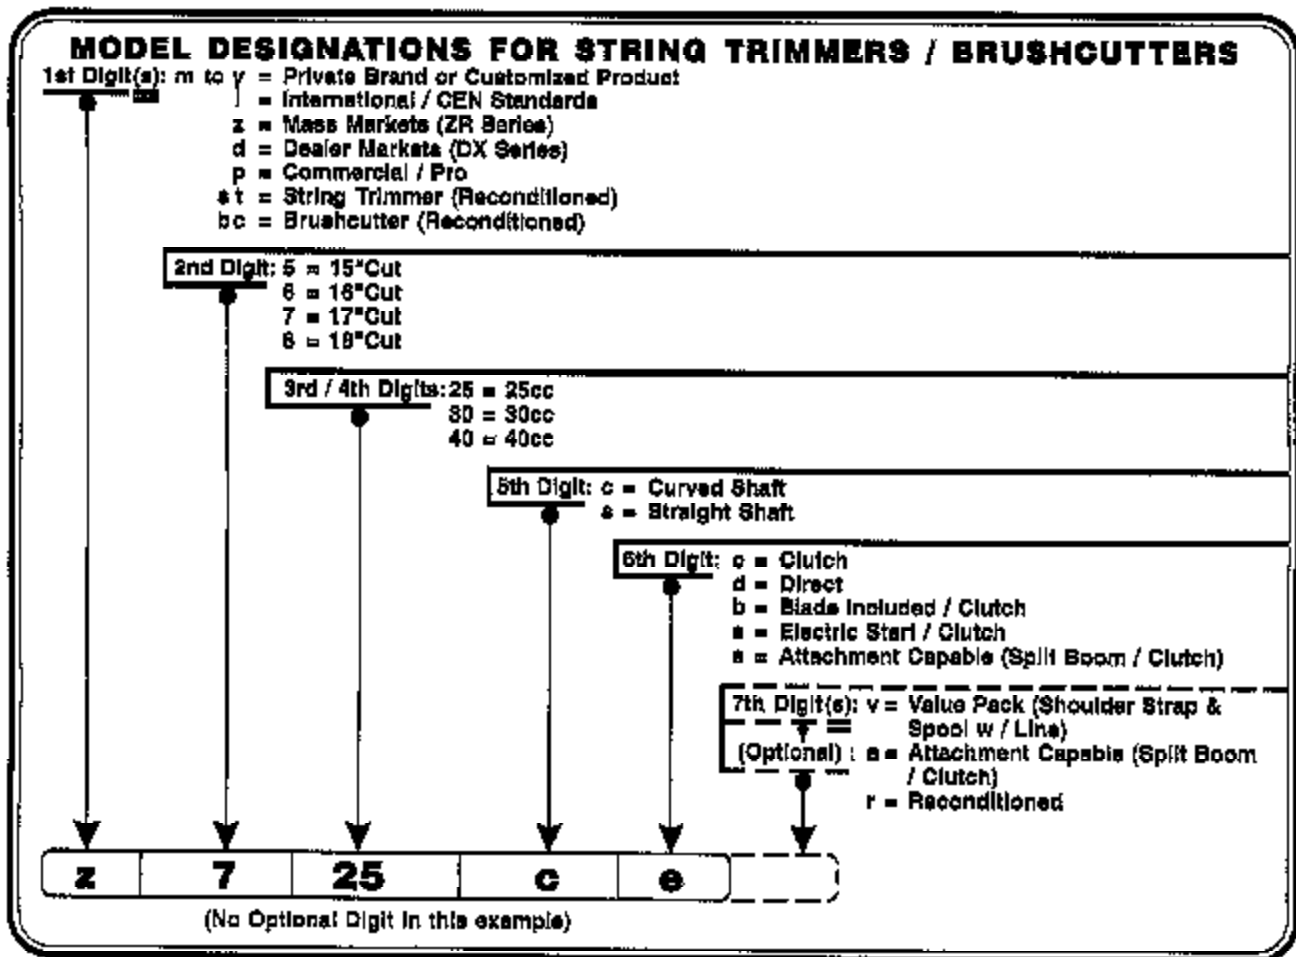 MODEL DESIGNATIONS FOR STRING TRIMMERS / BRUSHCUTTERS
1st Digit(s): m to y = Private Brand or Customized Product
= International / CEN Standards
z = Mass Markets (ZR Series)
d = Dealer Markets (DX Series)
p = Commercial / Pro
st = String Trimmer (Reconditioned)
bc = Brushcutter (Reconditioned)
2nd Digit: 5 = 15"Cut
6 = 16"Cut
7 = 17"Cut
= Cut
3rd / 4th Digits: 25 = 25cc
30 = 30cc
40 = 40cc
5th Digit: c = Curved Shaft
s = Straight Shaft
6th Digit: c = Clutch
d = Direct
b = Blade Included / Clutch
= Electric Start / Clutch
= Attachment Capable (Split Boom / Clutch)
7th Digit(s): v = Value Pack (Shoulder Strap &
Spool w / Line)
(Optional) : a = Attachment Capable (Split Boom
/ Clutch)
r = Reconditioned
z 7 25 c e
(No Optional Digit in this example)